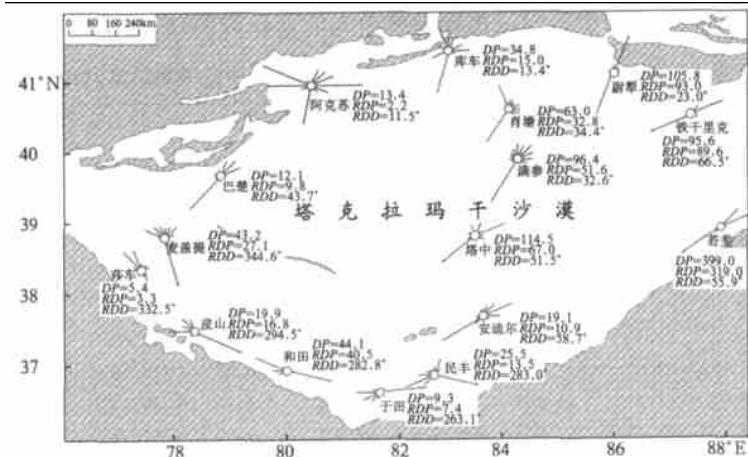 0 80 160 240km
41°N
40
39
38
37
78
80
82
84
86
88°E
塔克拉玛干沙漠
库车
DP=34.8
RDP=15.0
RDD=13.4°
阿克苏
DP=13.4
RDP=2.2
RDD=11.5°
肖塘
DP=63.0
RDP=32.8
RDD=34.4°
尉犁
DP=105.8
RDP=93.0
RDD=23.0°
铁干里克
DP=95.6
RDP=89.6
RDD=66.3°
满参
DP=96.4
RDP=51.6
RDD=32.6°
巴楚
DP=12.1
RDP=9.8
RDD=43.7°
麦盖提
DP=43.2
RDP=27.1
RDD=344.6°
塔中
DP=114.5
RDP=67.0
RDD=51.5°
若羌
DP=399.0
RDP=319.0
RDD=55.9°
莎车
DP=5.4
RDP=3.3
RDD=332.5°
皮山
DP=19.9
RDP=16.8
RDD=294.5°
和田
DP=44.1
RDP=40.5
RDD=282.8°
安迪尔
DP=19.1
RDP=10.9
RDD=58.7°
民丰
DP=25.5
RDP=13.5
RDD=283.0°
于田
DP=9.3
RDP=7.4
RDD=263.1°